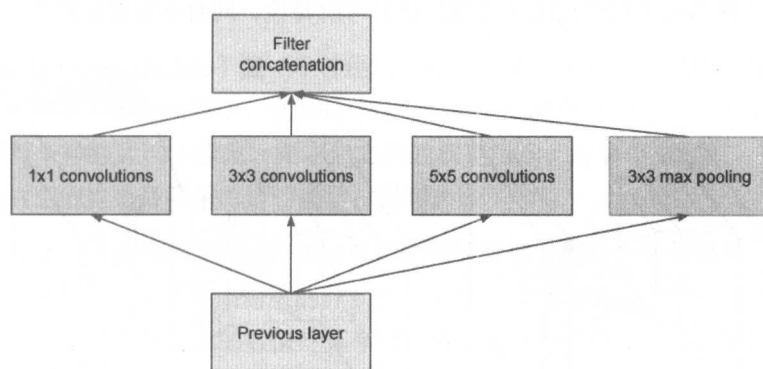 Filter
concatenation
1x1 convolutions
3x3 convolutions
5x5 convolutions
3x3 max pooling
Previous layer